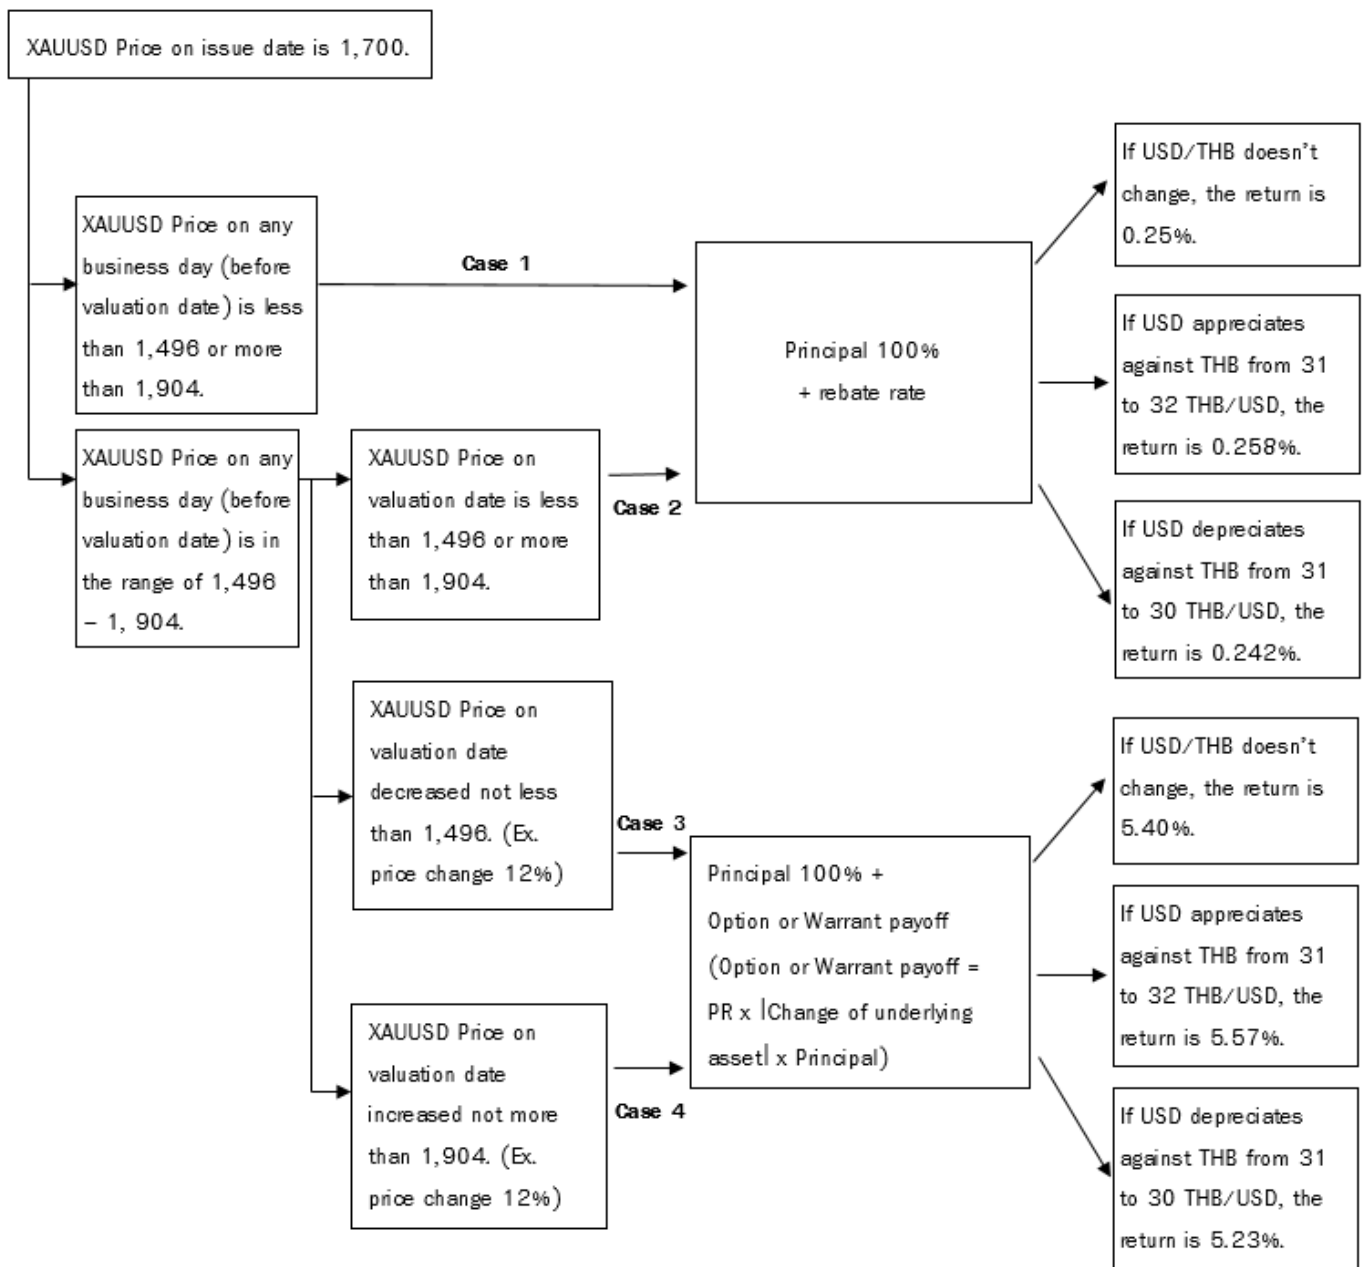 XAUUSD Price on issue date is 1,700.
XAUUSD Price on any
business day (before
valuation date) is less
than 1,496 or more
than 1,904.
Case 1
Principal 100%
+ rebate rate
If USD/THB doesn't
change, the return is
0.25%.
If USD appreciates
against THB from 31
to 32 THB/USD, the
return is 0.258%.
If USD depreciates
against THB from 31
to 30 THB/USD, the
return is 0.242%.
XAUUSD Price on any
business day (before
valuation date) is in
the range of 1,496
– 1, 904.
XAUUSD Price on
valuation date is less
than 1,496 or more
than 1,904.
Case 2
XAUUSD Price on
valuation date
decreased not less
than 1,496. (Ex.
price change 12%)
Case 3
XAUUSD Price on
valuation date
increased not more
than 1,904. (Ex.
price change 12%)
Case 4
Principal 100% +
Option or Warrant payoff
(Option or Warrant payoff =
PR x |Change of underlying
asset| x Principal)
If USD/THB doesn't
change, the return is
5.40%.
If USD appreciates
against THB from 31
to 32 THB/USD, the
return is 5.57%.
If USD depreciates
against THB from 31
to 30 THB/USD, the
return is 5.23%.